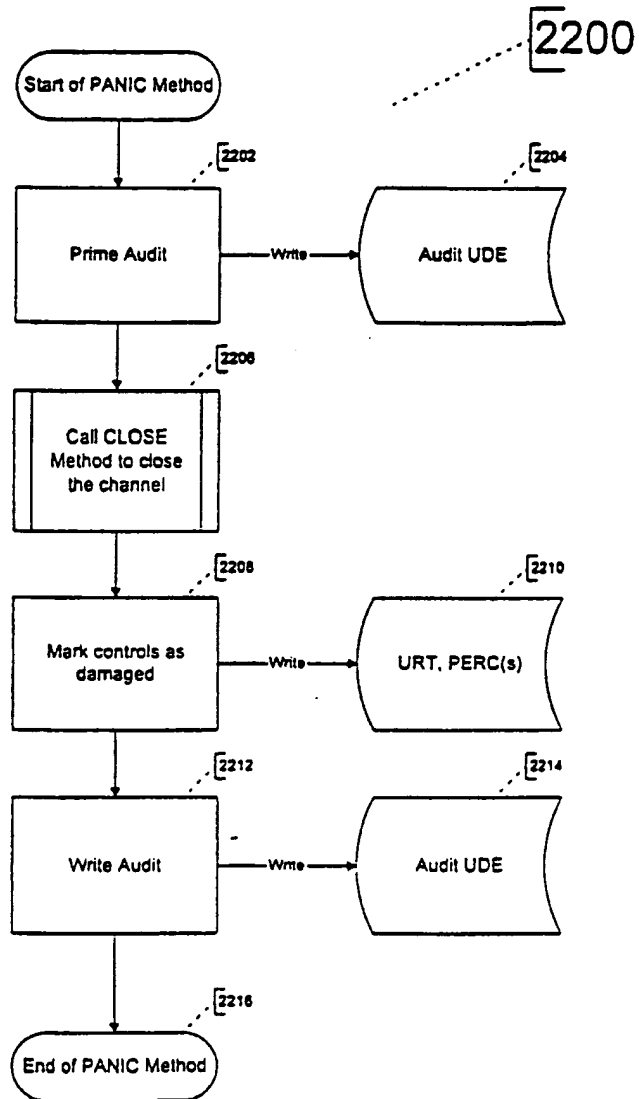 2200
Start of PANIC Method
2202
2204
Prime Audit
Write
Audit UDE
2206
Call CLOSE
Method to close
the channel
2208
2210
Mark controls as
damaged
Write
URT, PERC(s)
2212
2214
Write Audit
Write
Audit UDE
2216
End of PANIC Method